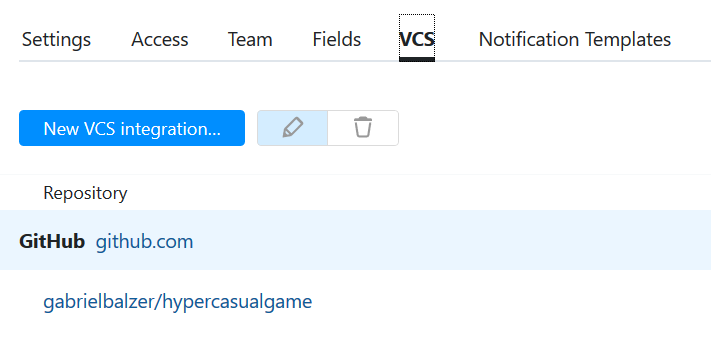 Settings Access Team Fields VCS Notification Templates
New VCS integration...
Repository
GitHub github.com
gabrielbalzer/hypercasualgame